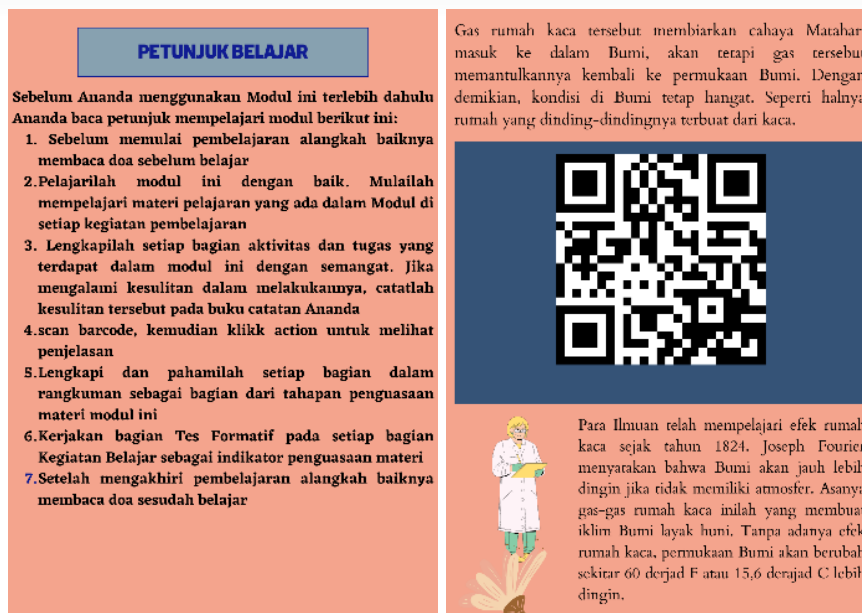 PETUNJUK BELAJAR
Sebelum Ananda menggunakan Modul ini terlebih dahulu
Ananda baca petunjuk mempelajari modul berikut ini:
1. Sebelum memulai pembelajaran alangkah baiknya
membaca doa sebelum belajar
2.Pelajarilah modul ini dengan baik. Mulailah
mempelajari materi pelajaran yang ada dalam Modul di
setiap kegiatan pembelajaran
3. Lengkapilah setiap bagian aktivitas dan tugas yang
terdapat dalam modul ini dengan semangat. Jika
mengalami kesulitan dalam melakukannya, catatlah
kesulitan tersebut pada buku catatan Ananda
4.scan barcode, kemudian klikk action untuk melihat
penjelasan
5.Lengkapi dan pahamilah setiap bagian dalam
rangkuman sebagai bagian dari tahapan penguasaan
materi modul ini
6.Kerjakan bagian Tes Formatif pada setiap bagian
Kegiatan Belajar sebagai indikator penguasaan materi
7.Setelah mengakhiri pembelajaran alangkah baiknya
membaca doa sesudah belajar
Gas rumah kaca tersebut membiarkan cahaya Matahari
masuk ke dalam Bumi, akan tetapi gas tersebut
memantulkannya kembali ke permukaan Bumi. Dengan
demikian, kondisi di Bumi tetap hangat. Seperti halnya
rumah yang dinding-dindingnya terbuat dari kaca.
Para Ilmuan telah mempelajari efek rumah
kaca sejak tahun 1824. Joseph Fourier
menyatakan bahwa Bumi akan jauh lebih
dingin jika tidak memiliki atmosfer. Asanya
gas-gas rumah kaca inilah yang membuat
iklim Bumi layak huni. Tanpa adanya efek
rumah kaca, permukaan Bumi akan berubah
sekitar 60 derjad F atau 15,6 derajad C lebih
dingin.